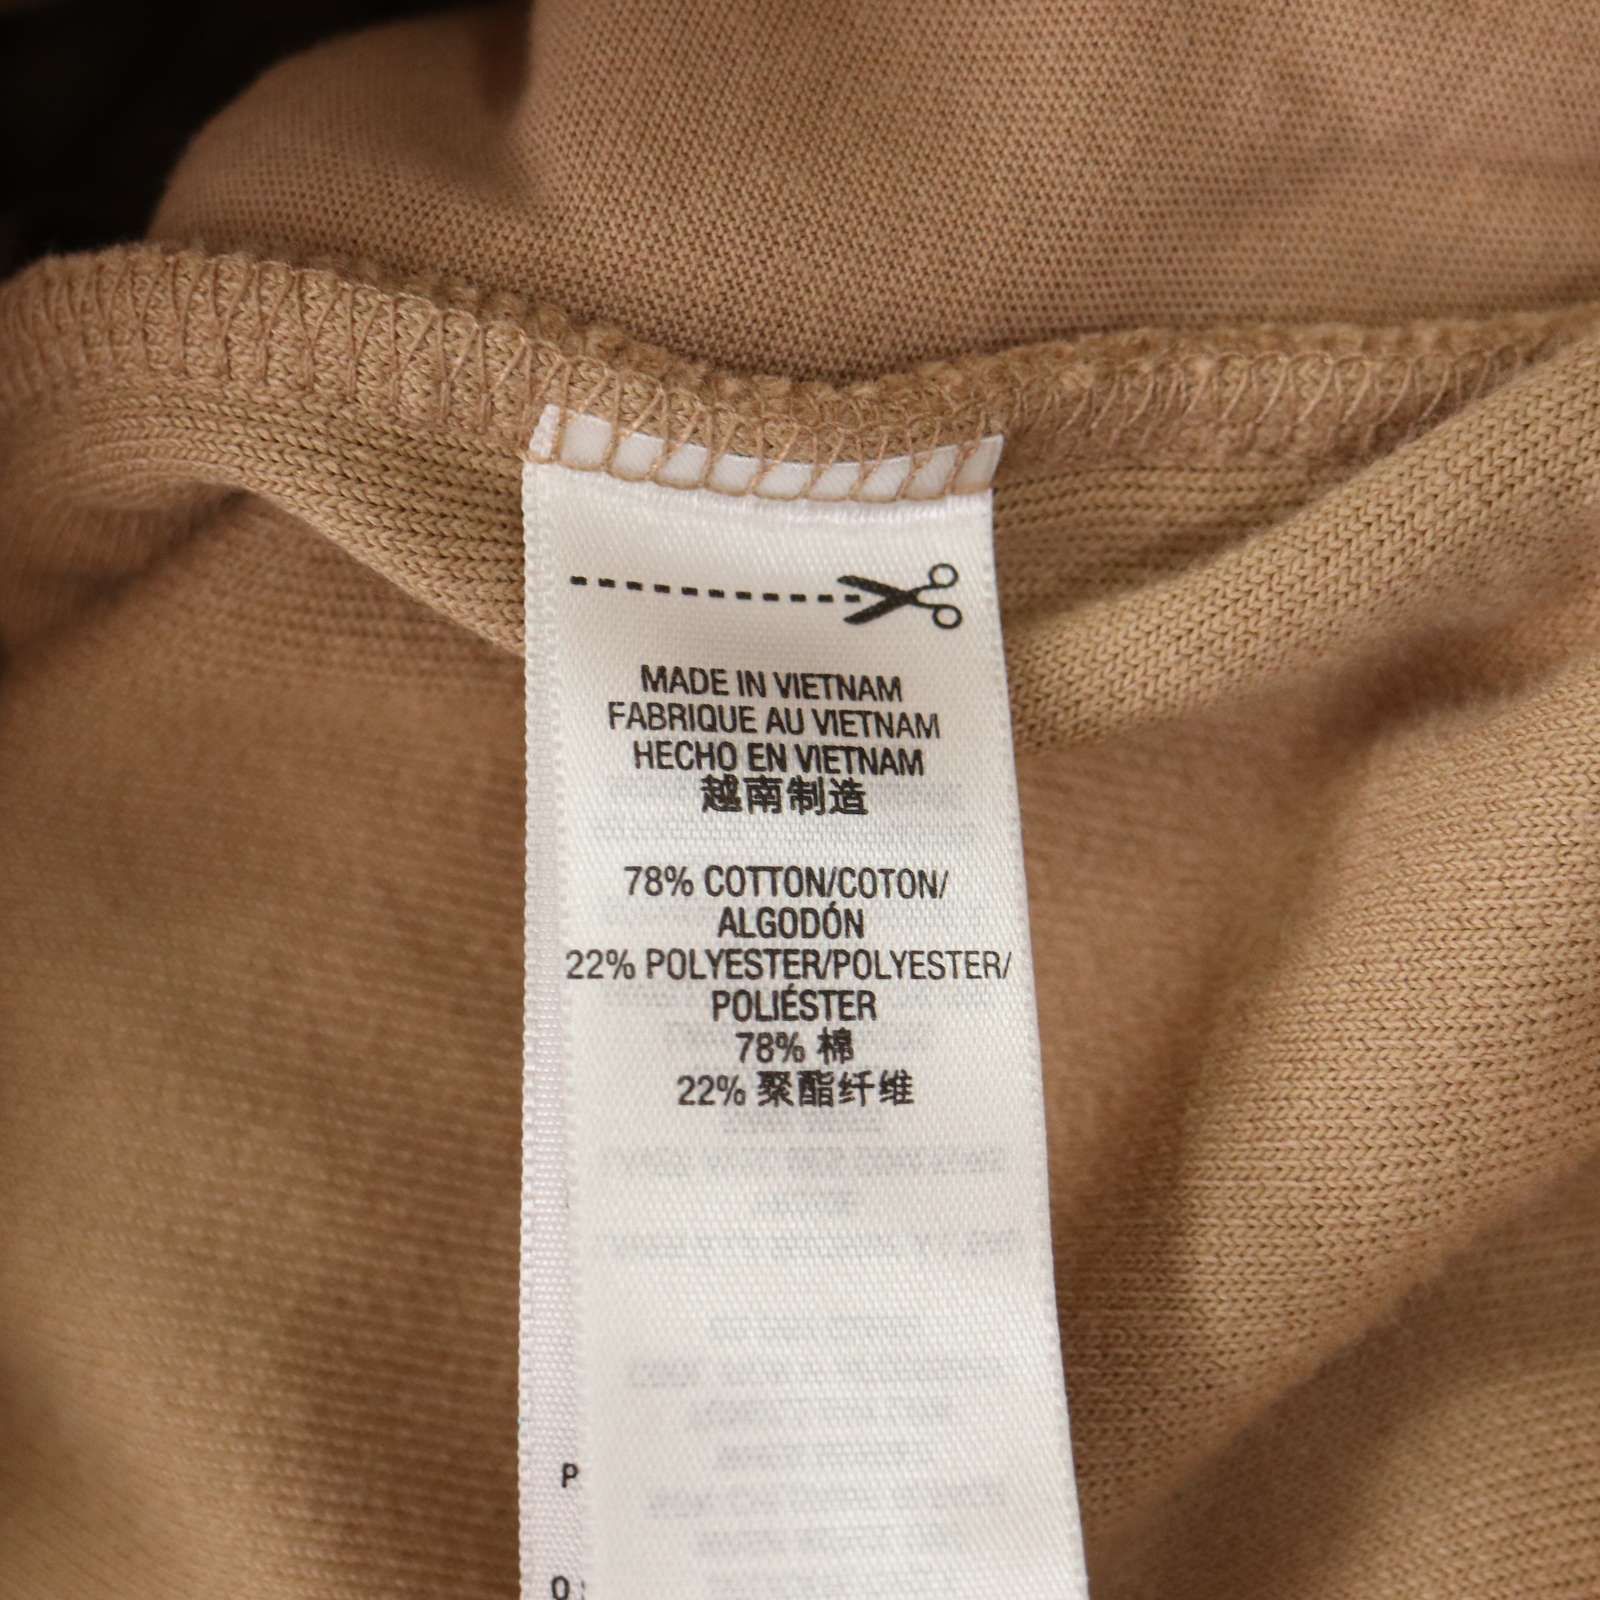 MADE IN VIETNAM
FABRIQUE AU VIETNAM
HECHO EN VIETNAM
越南制造
78% COTTON/COTON/
ALGODÓN
22% POLYESTER/POLYESTER/
POLIÉSTER
78% 棉
22% 聚酯纤维
P
0